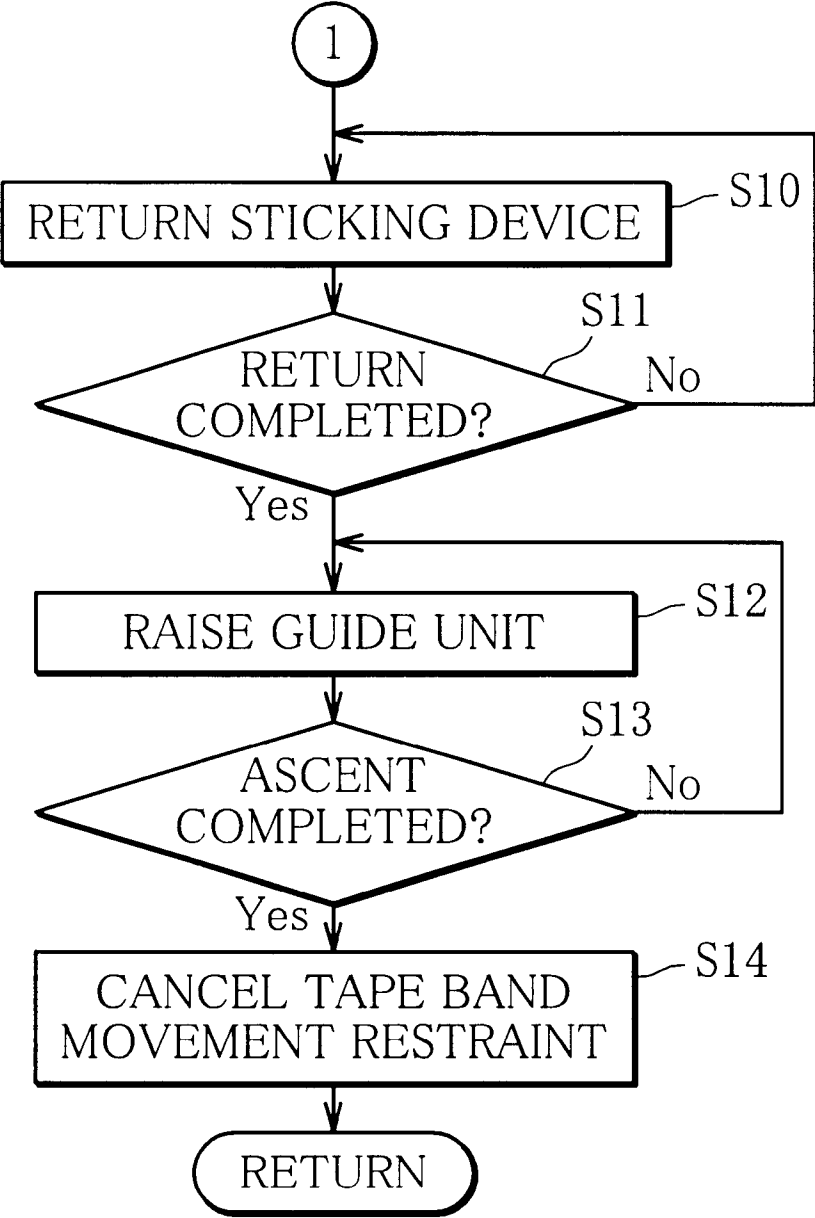 1
RETURN STICKING DEVICE
S10
S11
RETURN
COMPLETED?
No
Yes
RAISE GUIDE UNIT
S12
S13
ASCENT
COMPLETED?
No
Yes
CANCEL TAPE BAND
MOVEMENT RESTRAINT
S14
RETURN